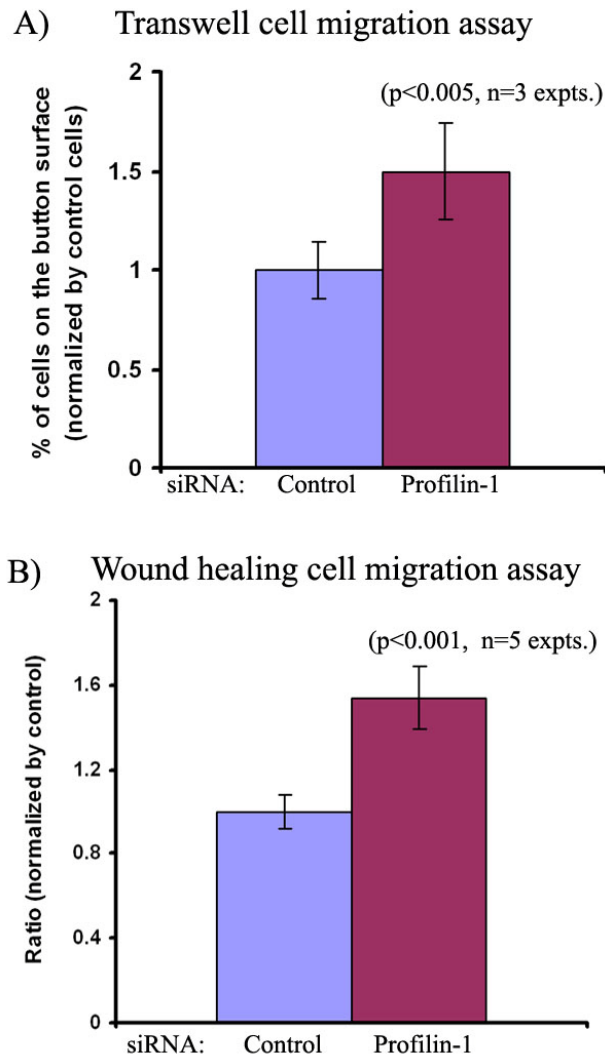 A) Transwell cell migration assay
% of cells on the button surface
(normalized by control cells)
2
1.5
1
0.5
0
(p<0.005, n=3 expts.)
siRNA: Control Profilin-1
B) Wound healing cell migration assay
Ratio (normalized by control)
2
1.6
1.2
0.8
0.4
0
(p<0.001, n=5 expts.)
siRNA: Control Profilin-1